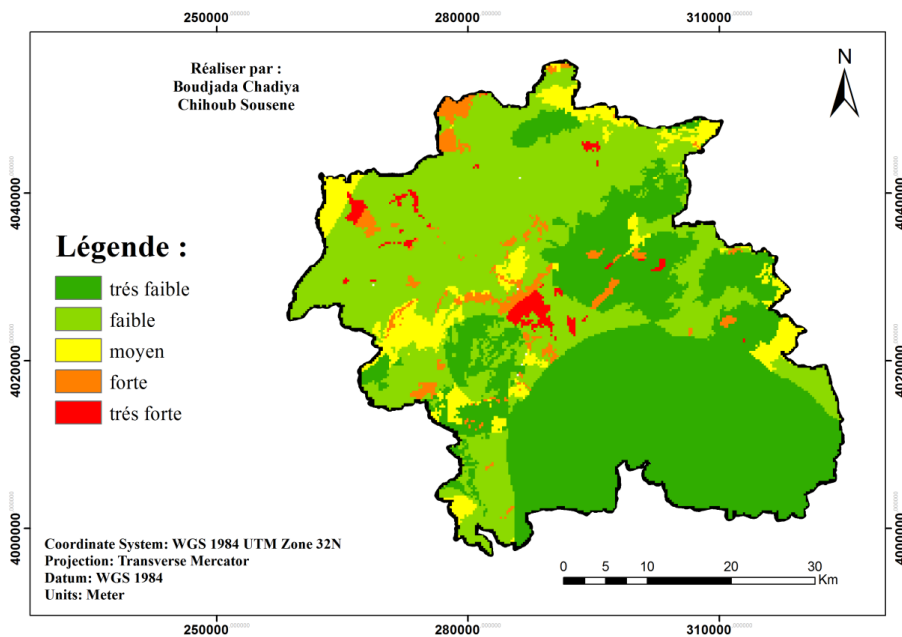 250000 280000 310000
Réaliser par :
Boudjada Chadiya
Chihoub Sousene
N
4040000 4040000
Légende :
trés faible
faible
moyen
forte
trés forte
4020000 4020000
4000000 4000000
Coordinate System: WGS 1984 UTM Zone 32N
Projection: Transverse Mercator
Datum: WGS 1984
Units: Meter
0 5 10 20 30
Km
250000 280000 310000